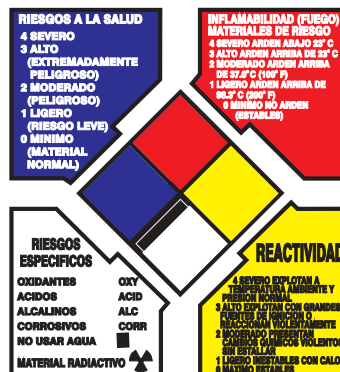 RIESGOS A LA SALUD
4 SEVERO
3 ALTO
(EXTREMADAMENTE
PELIGROSO)
2 MODERADO
(PELIGROSO)
1 LIGERO
(RIESGO LEVE)
0 MINIMO
(MATERIAL
NORMAL)
INFLAMABILIDAD (FUEGO)
MATERIALES DE RIESGO
4 SEVERO ARDEN ABAJO 23° C
3 ALTO ARDEN ARRIBA DE 23° C
2 MODERADO ARDEN ARRIBA
DE 37.8° C (100° F)
1 LIGERO ARDEN ARRIBA DE
93.3° C (200° F)
0 MINIMO NO ARDEN
(ESTABLES)
RIESGOS
ESPECIFICOS
OXIDANTES OXY
ACIDOS ACID
ALCALINOS ALC
CORROSIVOS CORR
NO USAR AGUA
MATERIAL RADIACTIVO
REACTIVIDAD
4 SEVERO EXPLOTAN A
TEMPERATURA AMBIENTE Y
PRESION NORMAL
3 ALTO EXPLOTAN CON GRANDES
FUENTES DE IGNICION O
REACCIONAN VIOLENTAMENTE
2 MODERADO PRESENTAN
CAMBIOS QUIMICOS VIOLENTOS
SIN ESTALLAR
1 LIGERO INESTABLES CON CALO
0 MAXIMO ESTABLES